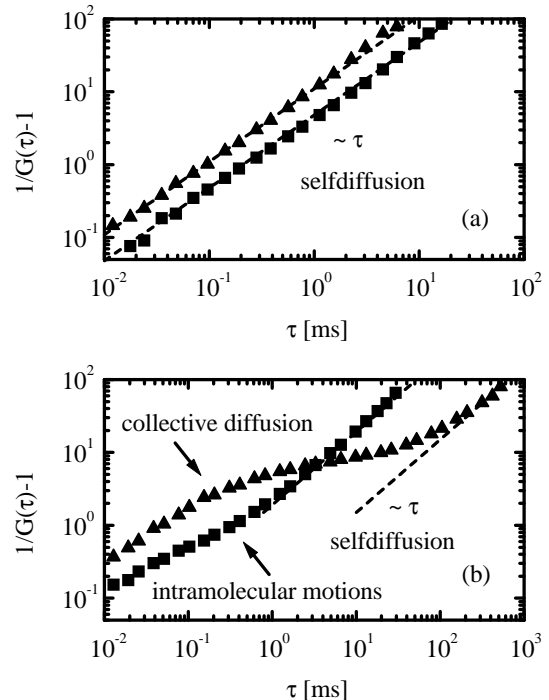 10²
10¹
10⁰
10⁻¹
1/G(τ)-1
~ τ
selfdiffusion
(a)
10⁻² 10⁻¹ 10⁰ 10¹ 10²
τ [ms]
10²
10¹
10⁰
10⁻¹
1/G(τ)-1
collective diffusion
~ τ
selfdiffusion
intramolecular motions
(b)
10⁻² 10⁻¹ 10⁰ 10¹ 10² 10³
τ [ms]